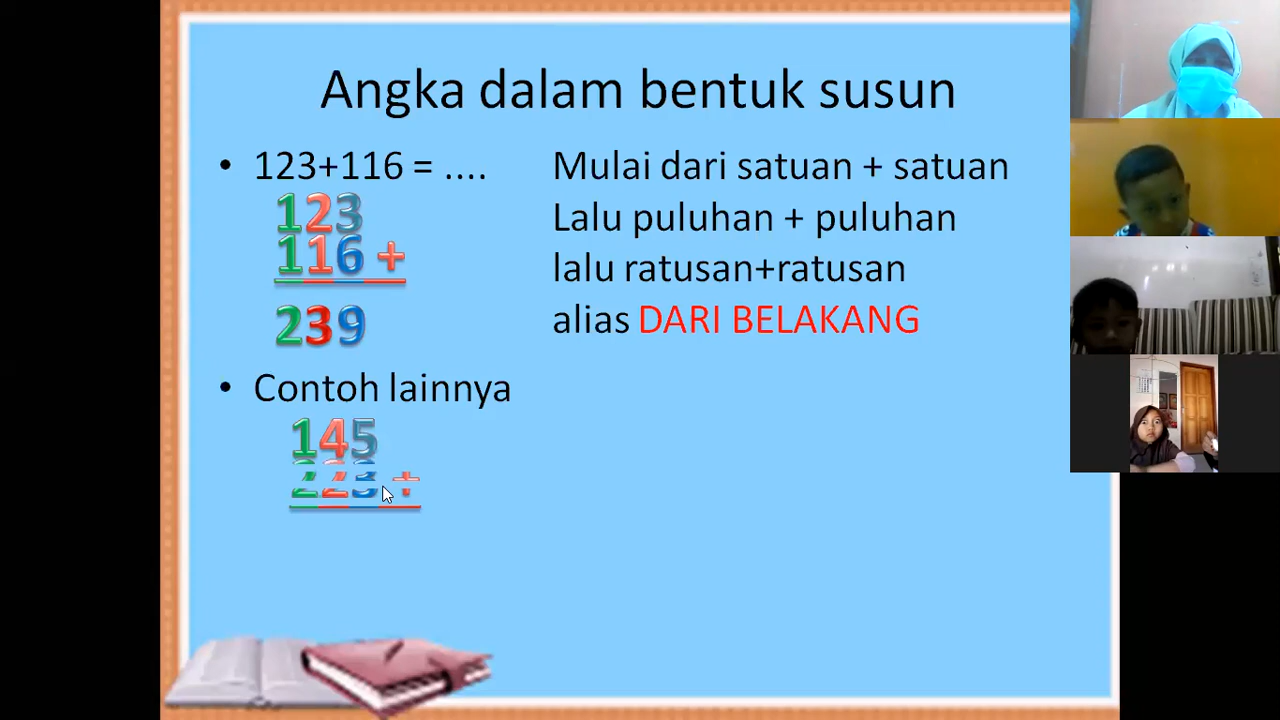 Angka dalam bentuk susun
• 123+116 = ....
123
116 +
239
• Contoh lainnya
145
Mulai dari satuan + satuan
Lalu puluhan + puluhan
lalu ratusan+ratusan
alias DARI BELAKANG